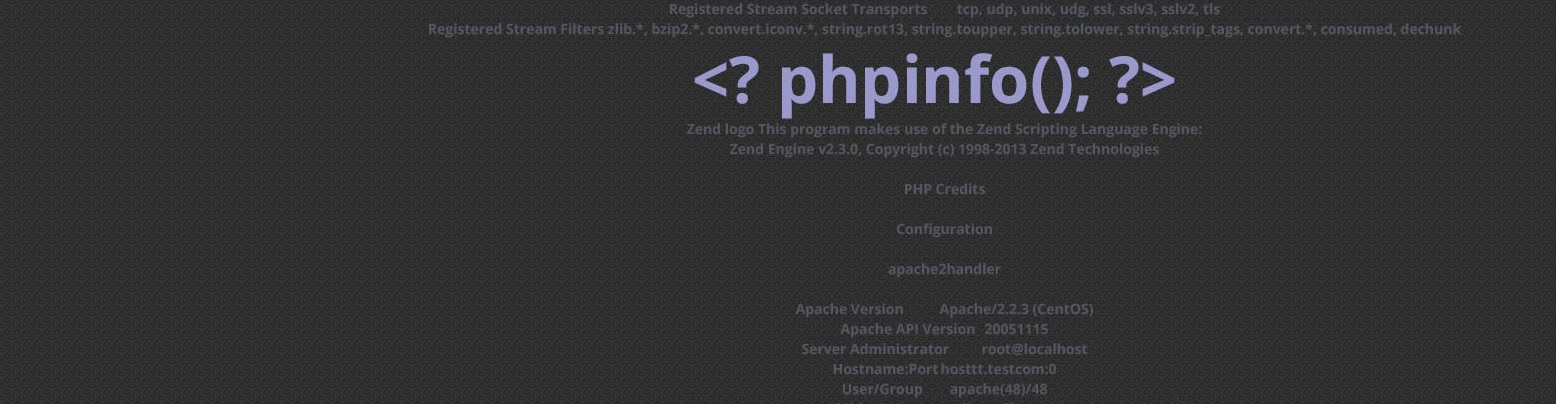 Registered Stream Socket Transports tcp, udp, unix, udg, ssl, sslv3, sslv2, tls
Registered Stream Filters zlib.*, bzip2.*, convert.iconv.*, string.rot13, string.toupper, string.tolower, string.strip_tags, convert.*, consumed, dechunk
<? phpinfo(); ?>
Zend logo This program makes use of the Zend Scripting Language Engine:
Zend Engine v2.3.0, Copyright (c) 1998-2013 Zend Technologies
PHP Credits
Configuration
apache2handler
Apache Version Apache/2.2.3 (CentOS)
Apache API Version 20051115
Server Administrator root@localhost
Hostname:Port hosttt.testcom:0
User/Group apache(48)/48